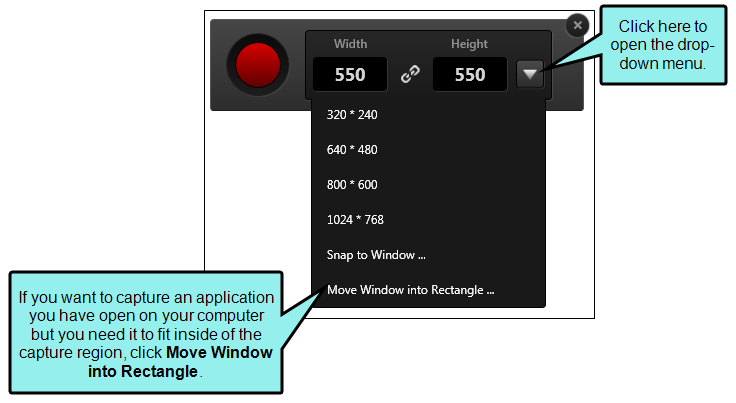 Width
Height
550
550
Click here to
open the drop-
down menu.
320 * 240
640 * 480
800 * 600
1024 * 768
Snap to Window ...
Move Window into Rectangle ...
If you want to capture an application
you have open on your computer
but you need it to fit inside of the
capture region, click Move Window
into Rectangle.